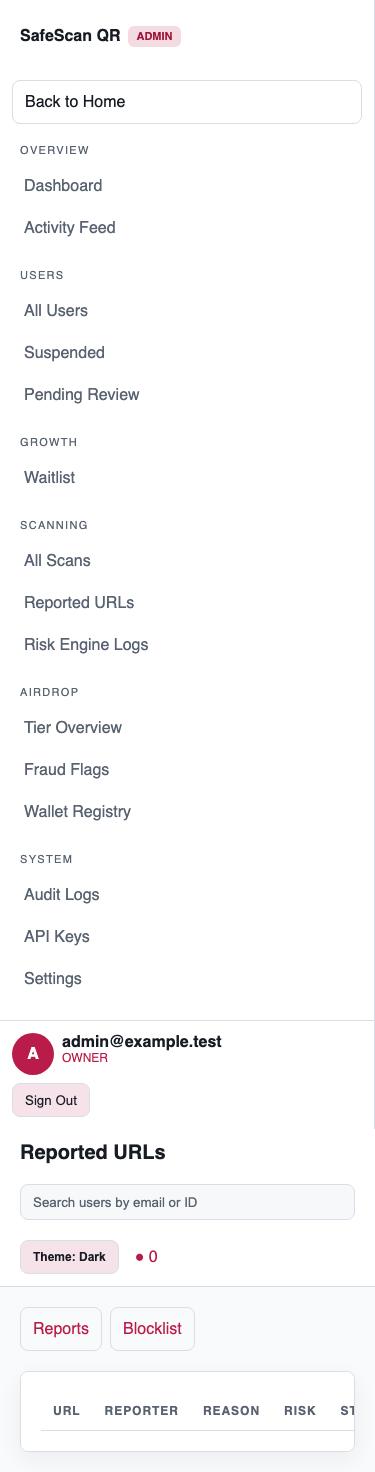 SafeScan QR ADMIN
Back to Home
OVERVIEW
Dashboard
Activity Feed
USERS
All Users
Suspended
Pending Review
GROWTH
Waitlist
SCANNING
All Scans
Reported URLs
Risk Engine Logs
AIRDROP
Tier Overview
Fraud Flags
Wallet Registry
SYSTEM
Audit Logs
API Keys
Settings
A admin@example.test
OWNER
Sign Out
Reported URLs
Search users by email or ID
Theme: Dark ● 0
Reports Blocklist
URL REPORTER REASON RISK ST